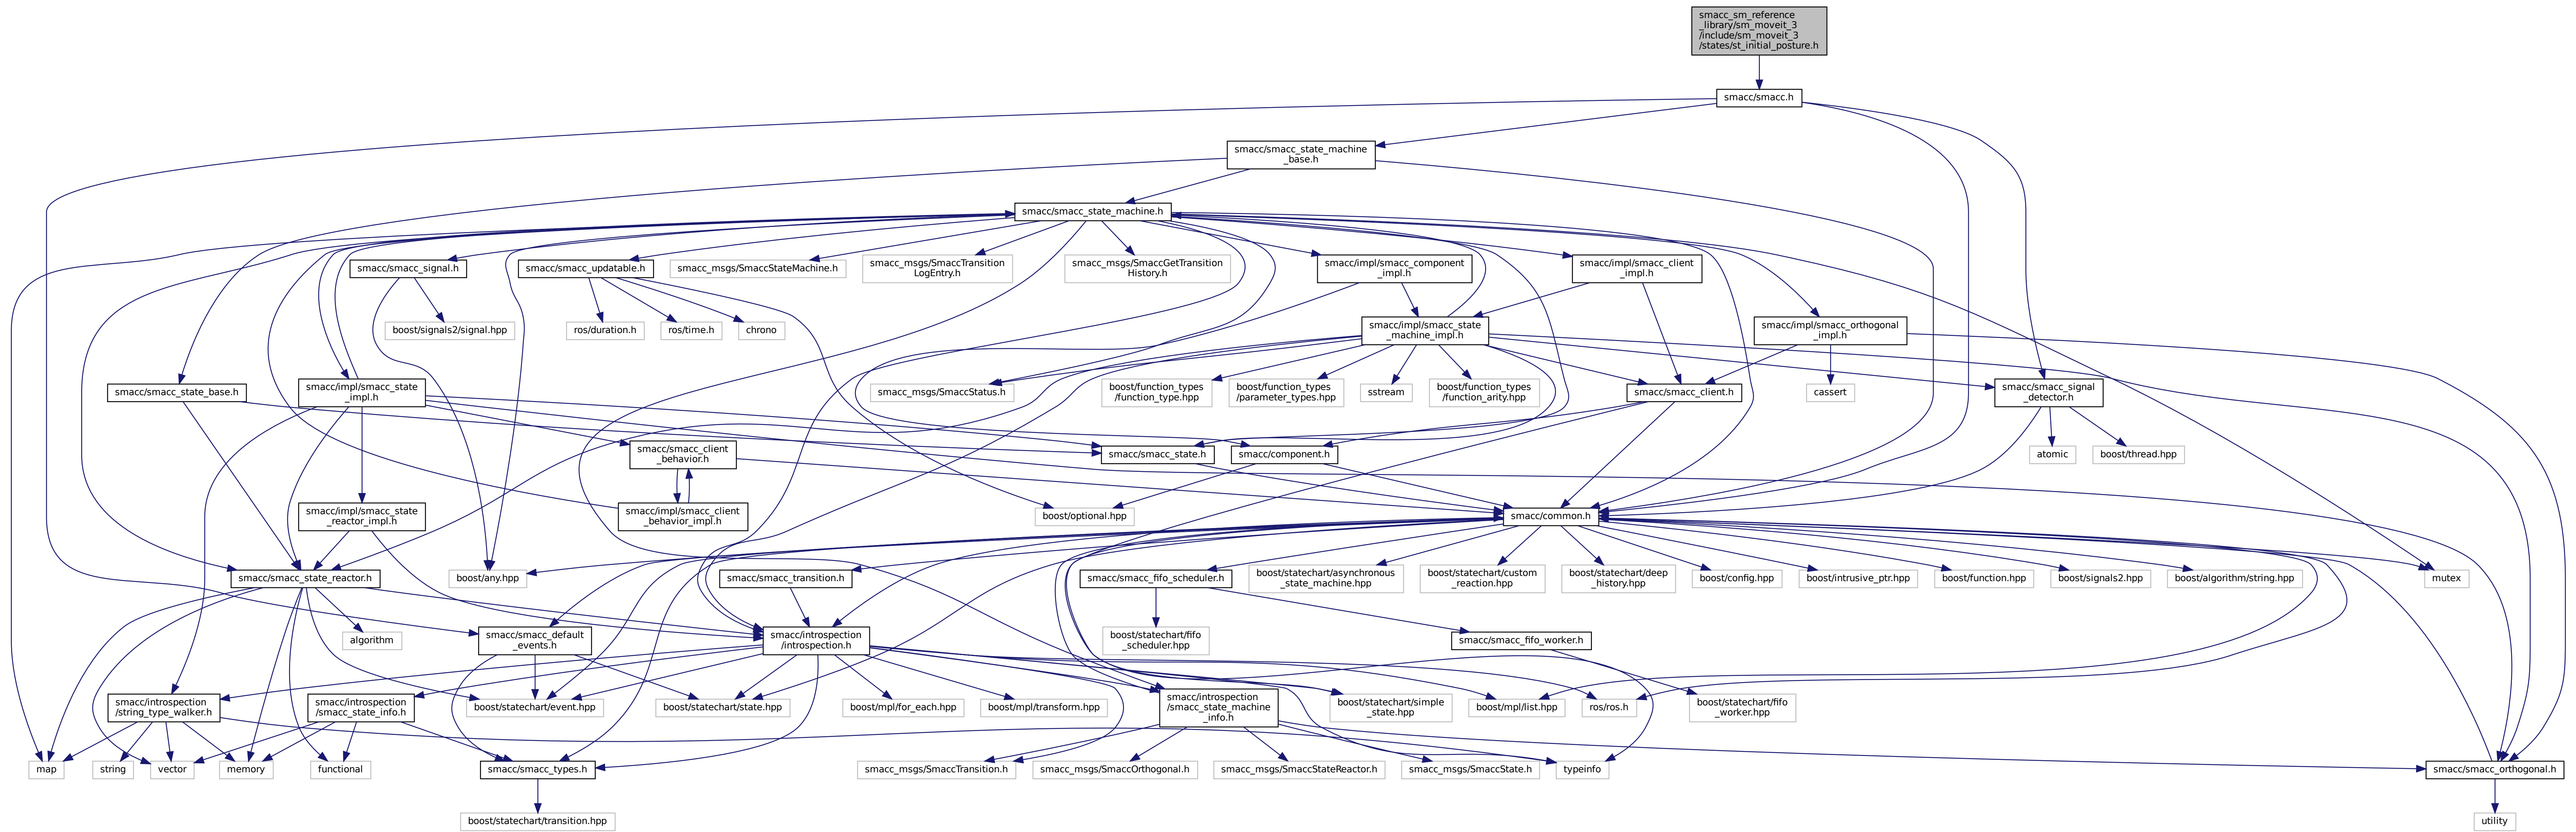 smacc_sm_reference
_library/sm_moveit_3
/include/sm_moveit_3
/states/st_initial_posture.h
smacc/smacc.h
smacc/smacc_state_machine
_base.h
smacc/smacc_state_machine.h
smacc/smacc_signal.h
smacc/smacc_updatable.h
smacc_msgs/SmaccStateMachine.h
smacc_msgs/SmaccTransition
LogEntry.h
smacc_msgs/SmaccGetTransition
History.h
smacc/impl/smacc_component
_impl.h
smacc/impl/smacc_client
_impl.h
boost/signals2/signal.hpp
ros/duration.h
ros/time.h
chrono
smacc/impl/smacc_state
_machine_impl.h
smacc/impl/smacc_orthogonal
_impl.h
smacc/smacc_state_base.h
smacc/impl/smacc_state
_impl.h
smacc_msgs/SmaccStatus.h
boost/function_types
/function_type.hpp
boost/function_types
/parameter_types.hpp
sstream
boost/function_types
/function_arity.hpp
smacc/smacc_client.h
cassert
smacc/smacc_signal
_detector.h
smacc/smacc_client
_behavior.h
smacc/smacc_state.h
smacc/component.h
atomic
boost/thread.hpp
smacc/impl/smacc_state
_reactor_impl.h
smacc/impl/smacc_client
_behavior_impl.h
boost/optional.hpp
smacc/common.h
smacc/smacc_state_reactor.h
boost/any.hpp
smacc/smacc_transition.h
smacc/smacc_fifo_scheduler.h
boost/statechart/asynchronous
_state_machine.hpp
boost/statechart/custom
_reaction.hpp
boost/statechart/deep
_history.hpp
boost/config.hpp
boost/intrusive_ptr.hpp
boost/function.hpp
boost/signals2.hpp
boost/algorithm/string.hpp
mutex
algorithm
smacc/smacc_default
_events.h
smacc/introspection
/introspection.h
boost/statechart/fifo
_scheduler.hpp
smacc/smacc_fifo_worker.h
smacc/introspection
/string_type_walker.h
smacc/introspection
/smacc_state_info.h
boost/statechart/event.hpp
boost/statechart/state.hpp
boost/mpl/for_each.hpp
boost/mpl/transform.hpp
smacc/introspection
/smacc_state_machine
_info.h
boost/statechart/simple
_state.hpp
boost/mpl/list.hpp
ros/ros.h
boost/statechart/fifo
_worker.hpp
map
string
vector
memory
functional
smacc/smacc_types.h
smacc_msgs/SmaccTransition.h
smacc_msgs/SmaccOrthogonal.h
smacc_msgs/SmaccStateReactor.h
smacc_msgs/SmaccState.h
typeinfo
smacc/smacc_orthogonal.h
boost/statechart/transition.hpp
utility